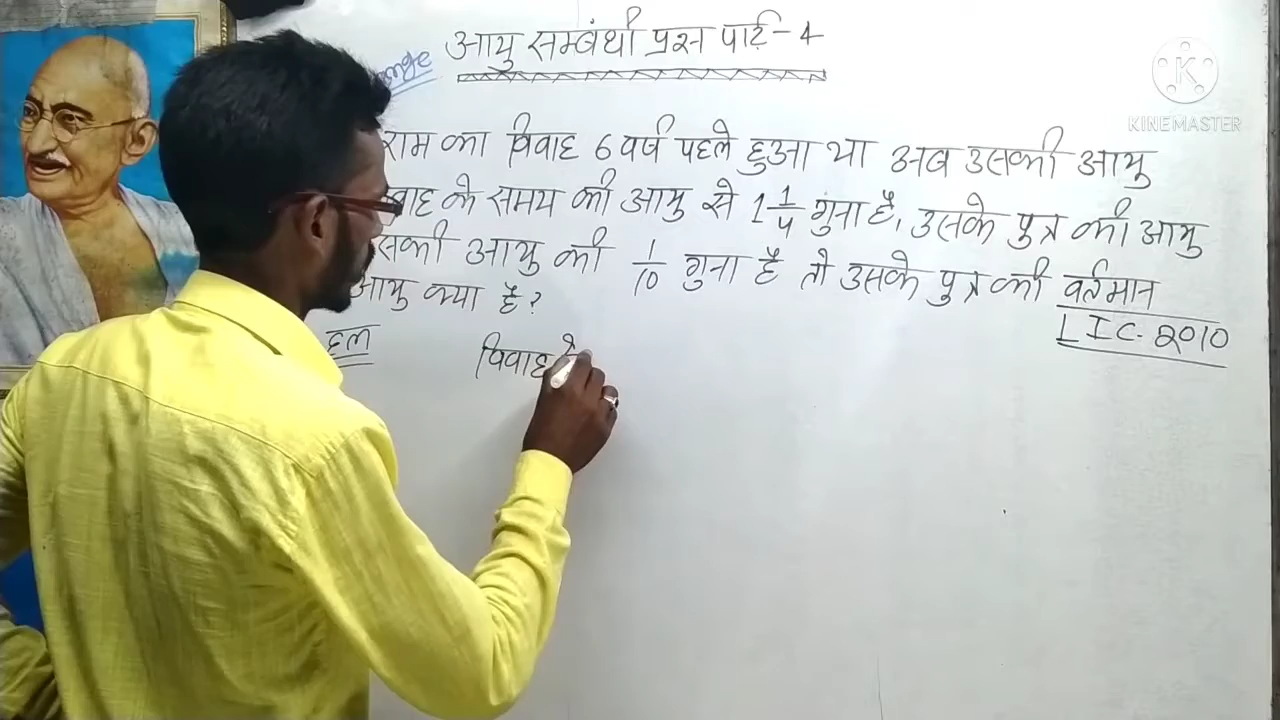 आयु सम्बंधी प्रश्न पार्ट-4
राम का विवाह 6 वर्ष पहले हुआ था अब उसकी आयु
के समय की आयु से 1 1/4 गुना है, उसके पुत्र की आयु
आयु की 1/10 गुना है तो उसके पुत्र की वर्तमान
आयु क्या है?
LIC-2010
हल
विवाह
KINEMASTER